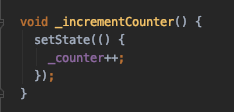 void _incrementCounter() {
  setState(() {
    _counter++;
  });
}